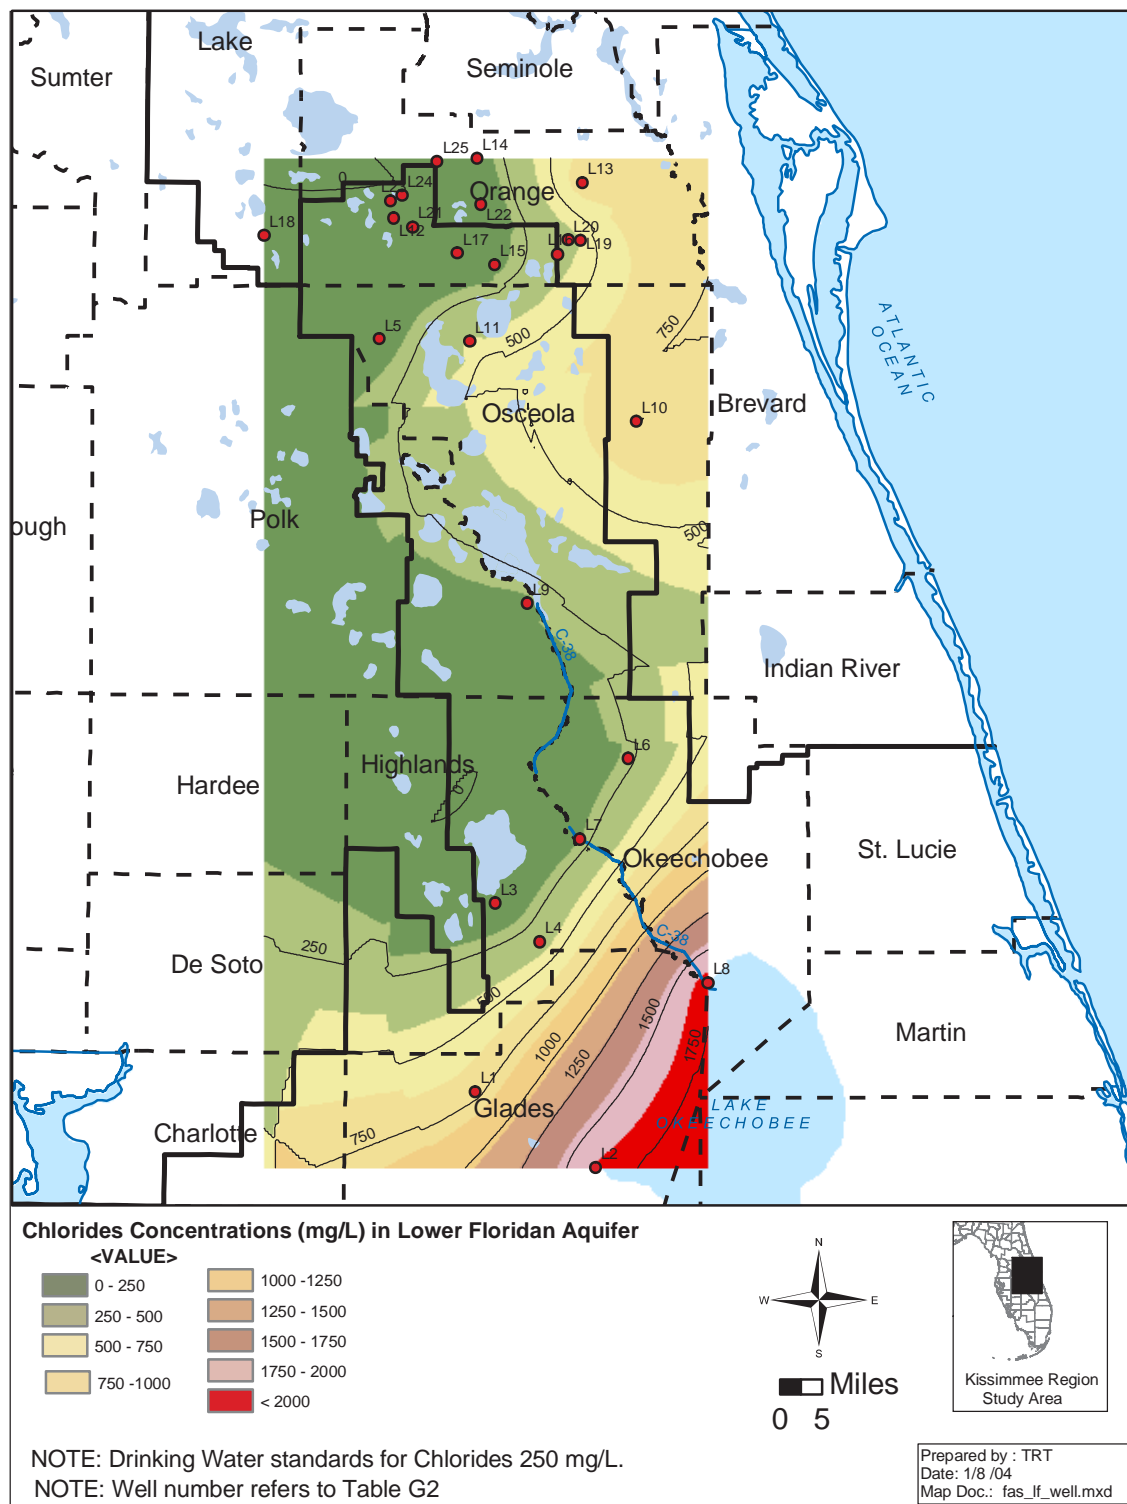 Lake
Sumter
Seminole
L25
L14
0
L13
L24
L23
Orange
L22
L21
L12
L18
L20
L17
L16
L19
L15
ATLANTIC
OCEAN
750
L5
L11
500
Osceola
L10
Brevard
Polk
ough
500
L9
C-38
Indian River
L6
Highlands
Hardee
0
L7
Okeechobee
St. Lucie
L3
L4
C-38
250
De Soto
L8
500
1500
Martin
1000
1250
1750
L1
Glades
LAKE
OKEECHOBEE
Charlotte
750
L2
Chlorides Concentrations (mg/L) in Lower Floridan Aquifer
<VALUE>
0 - 250
250 - 500
500 - 750
750 -1000
1000 -1250
1250 - 1500
1500 - 1750
1750 - 2000
< 2000
N
W
E
S
Miles
0 5
Kissimmee Region
Study Area
NOTE: Drinking Water standards for Chlorides 250 mg/L.
NOTE: Well number refers to Table G2
Prepared by : TRT
Date: 1/8 /04
Map Doc.: fas_lf_well.mxd